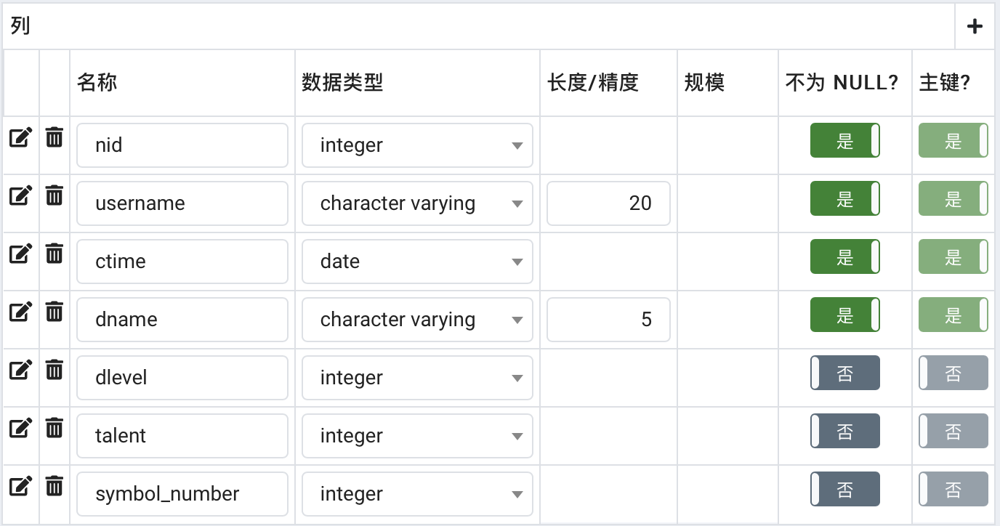 列
名称 数据类型 长度/精度 规模 不为 NULL? 主键?
nid integer 是 是
username character varying 20 是 是
ctime date 是 是
dname character varying 5 是 是
dlevel integer 否 否
talent integer 否 否
symbol_number integer 否 否